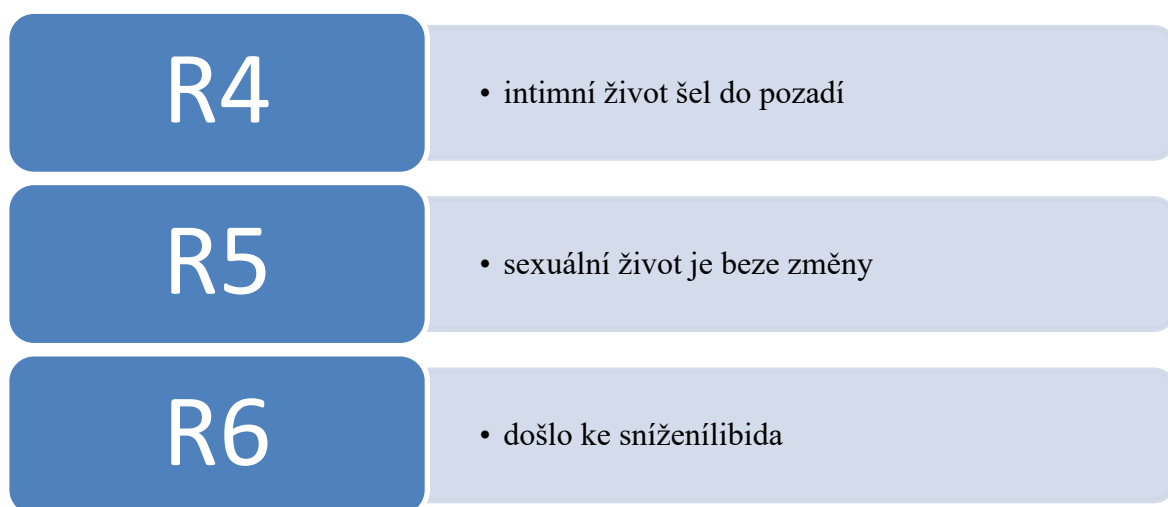 R4
• intimní život šel do pozadí
R5
• sexuální život je beze změny
R6
• došlo ke sníženílibida